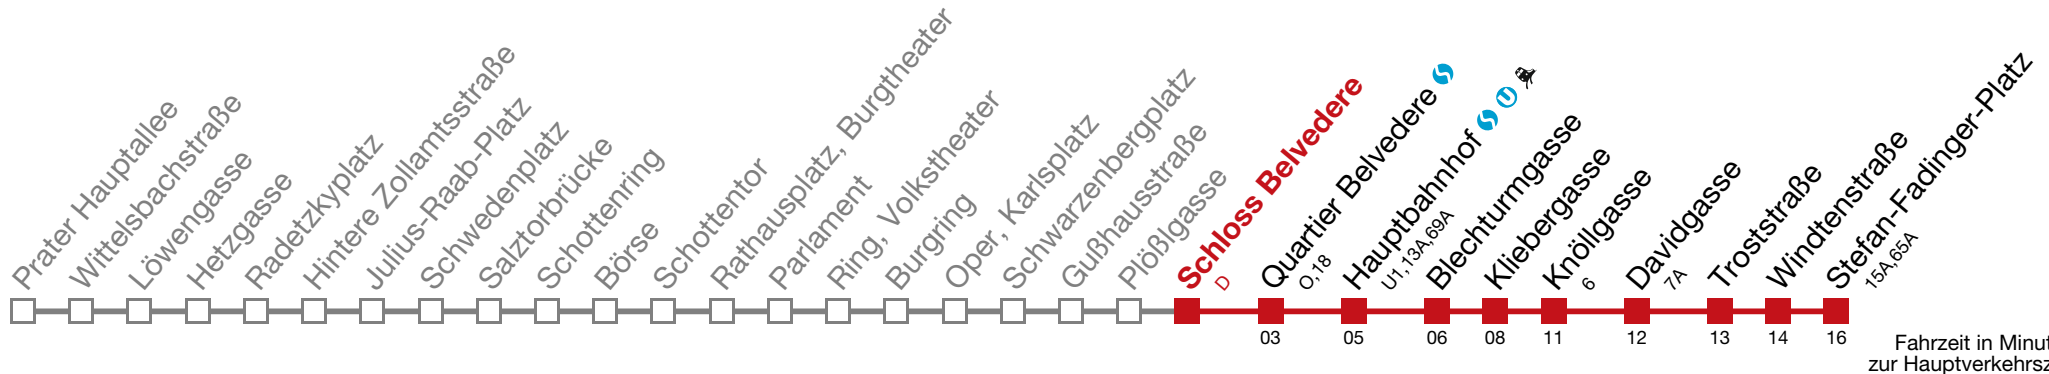 Prater Hauptallee
Wittelsbachstraße
Löwengasse
Hetzgasse
Radetzkyplatz
Hintere Zollamtsstraße
Julius-Raab-Platz
Schwedenplatz
Salztorbrücke
Schottenring
Börse
Schottentor
Rathausplatz, Burgtheater
Parlament
Ring, Volkstheater
Burgring
Oper, Karlsplatz
Schwarzenbergplatz
Gußhausstraße
Plößlgasse
Schloss Belvedere
D
Quartier Belvedere S
O,18
Hauptbahnhof S U
U1,13A,69A
Blechturmgasse
Kliebergasse
Knöllgasse
6
Davidgasse
7A
Troststraße
Windtenstraße
Stefan-Fadinger-Platz
15A,65A
03 05 06 08 11 12 13 14 16
Fahrzeit in Minut
zur Hauptverkehrsz